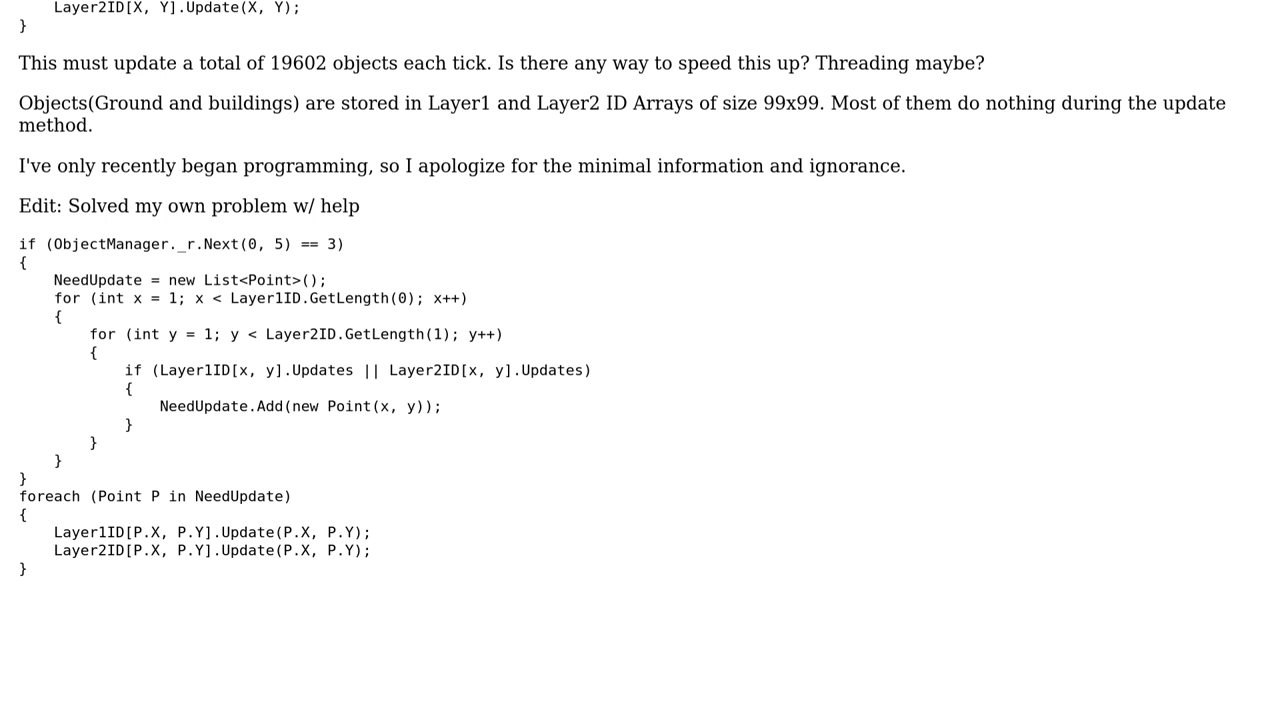 Layer2ID[X, Y].Update(X, Y);
}
This must update a total of 19602 objects each tick. Is there any way to speed this up? Threading maybe?
Objects(Ground and buildings) are stored in Layer1 and Layer2 ID Arrays of size 99x99. Most of them do nothing during the update
method.
I've only recently began programming, so I apologize for the minimal information and ignorance.
Edit: Solved my own problem w/ help
if (ObjectManager._r.Next(0, 5) == 3)
{
    NeedUpdate = new List<Point>();
    for (int x = 1; x < Layer1ID.GetLength(0); x++)
    {
        for (int y = 1; y < Layer2ID.GetLength(1); y++)
        {
            if (Layer1ID[x, y].Updates || Layer2ID[x, y].Updates)
            {
                NeedUpdate.Add(new Point(x, y));
            }
        }
    }
}
foreach (Point P in NeedUpdate)
{
    Layer1ID[P.X, P.Y].Update(P.X, P.Y);
    Layer2ID[P.X, P.Y].Update(P.X, P.Y);
}